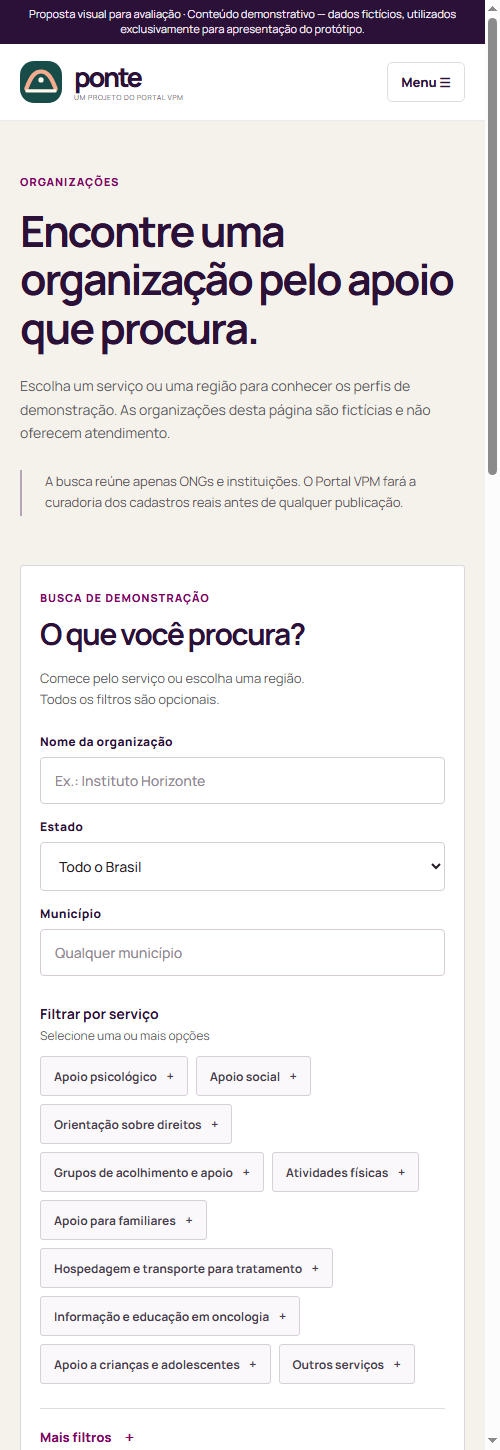 Proposta visual para avaliação · Conteúdo demonstrativo — dados fictícios, utilizados
exclusivamente para apresentação do protótipo.
ponte
UM PROJETO DO PORTAL VPM
Menu ☰
ORGANIZAÇÕES
Encontre uma
organização pelo apoio
que procura.
Escolha um serviço ou uma região para conhecer os perfis de
demonstração. As organizações desta página são fictícias e não
oferecem atendimento.
A busca reúne apenas ONGs e instituições. O Portal VPM fará a
curadoria dos cadastros reais antes de qualquer publicação.
BUSCA DE DEMONSTRAÇÃO
O que você procura?
Comece pelo serviço ou escolha uma região.
Todos os filtros são opcionais.
Nome da organização
Ex.: Instituto Horizonte
Estado
Todo o Brasil
Município
Qualquer município
Filtrar por serviço
Selecione uma ou mais opções
Apoio psicológico + Apoio social +
Orientação sobre direitos +
Grupos de acolhimento e apoio + Atividades físicas +
Apoio para familiares +
Hospedagem e transporte para tratamento +
Informação e educação em oncologia +
Apoio a crianças e adolescentes + Outros serviços +
Mais filtros +